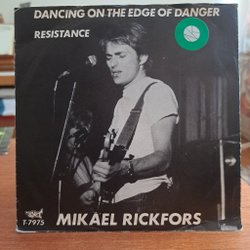 DANCING ON THE EDGE OF DANGER
RESISTANCE
T-7975
MIKAEL RICKFORS